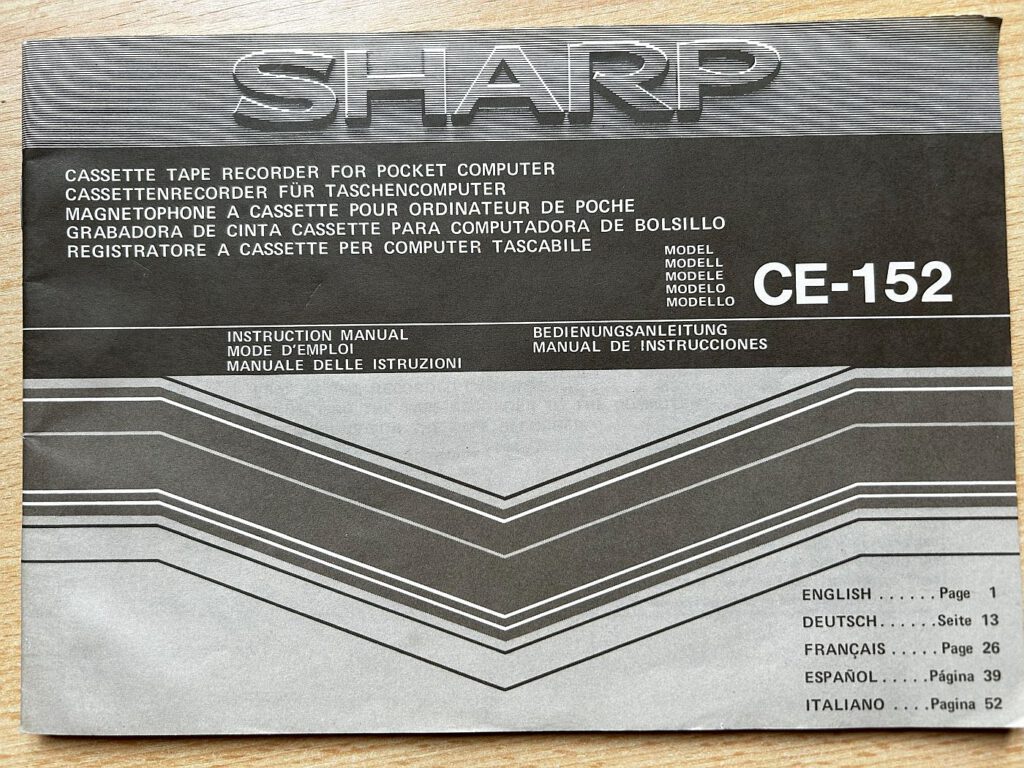 SHARP
CASSETTE TAPE RECORDER FOR POCKET COMPUTER
CASSETTENRECORDER FÜR TASCHENCOMPUTER
MAGNETOPHONE A CASSETTE POUR ORDINATEUR DE POCHE
GRABADORA DE CINTA CASSETTE PARA COMPUTADORA DE BOLSILLO
REGISTRATORE A CASSETTE PER COMPUTER TASCABILE
MODEL
MODELL
MODELE
MODELO
MODELLO
CE-152
INSTRUCTION MANUAL
MODE D'EMPLOI
MANUALE DELLE ISTRUZIONI
BEDIENUNGSANLEITUNG
MANUAL DE INSTRUCCIONES
ENGLISH ...... Page 1
DEUTSCH ...... Seite 13
FRANÇAIS ..... Page 26
ESPAÑOL ..... Página 39
ITALIANO .... Pagina 52